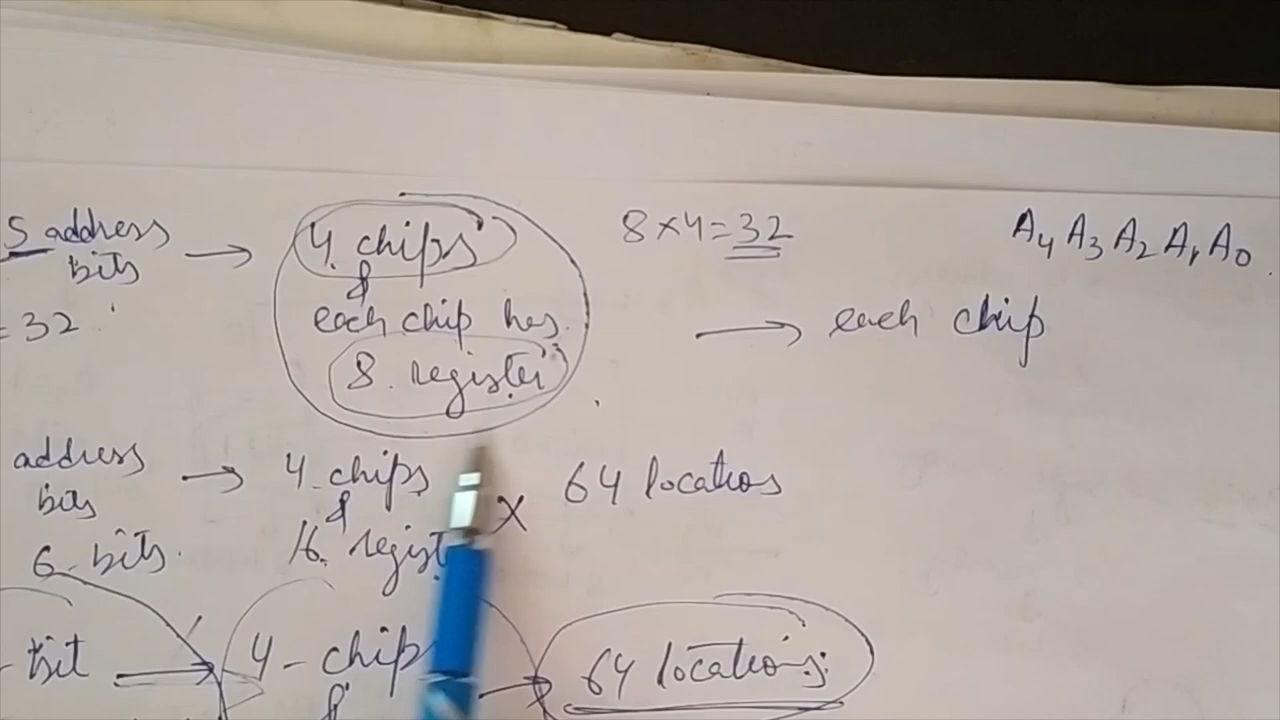 5 address bits → 4 chips & each chip has 8 register
8×4=32
A4 A3 A2 A1 A0
= 32
→ each chip
address bits → 4 chips & 16 regist × 64 locations
6-bits
- Bit → 4-chip & → 64 locations